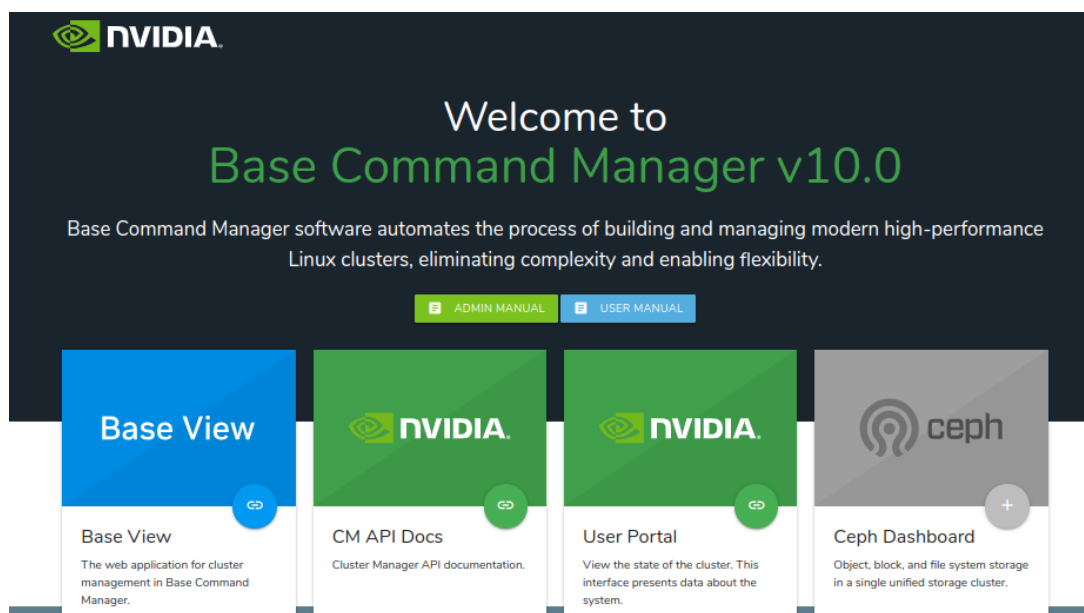 NVIDIA.
Welcome to
Base Command Manager v10.0
Base Command Manager software automates the process of building and managing modern high-performance
Linux clusters, eliminating complexity and enabling flexibility.
ADMIN MANUAL
USER MANUAL
Base View
Base View
The web application for cluster
management in Base Command
Manager.
NVIDIA.
CM API Docs
Cluster Manager API documentation.
NVIDIA.
User Portal
View the state of the cluster. This
interface presents data about the
system.
ceph
Ceph Dashboard
Object, block, and file system storage
in a single unified storage cluster.